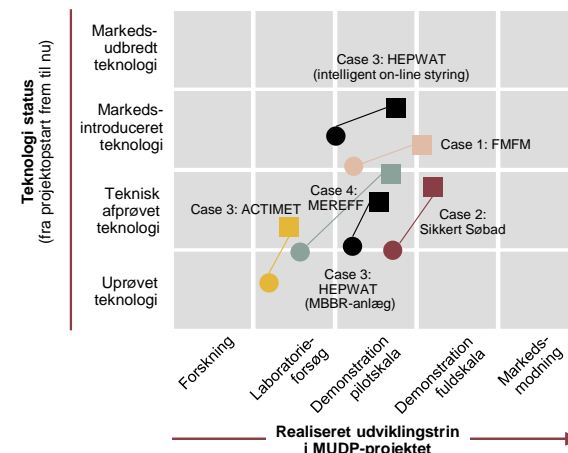 Teknologi status
(fra projektopstart frem til nu)
Markeds-
udbredt
teknologi
Markeds-
introduceret
teknologi
Teknisk
afprøvet
teknologi
Uprøvet
teknologi
Case 3: HEPWAT
(intelligent on-line styring)
Case 1: FMFM
Case 3: ACTIMET
Case 4:
MEREFF
Case 2:
Sikkert Søbad
Case 3:
HEPWAT
(MBBR-anlæg)
Forskning
Laboratorie-
forsøg
Demonstration
pilotskala
Demonstration
fuldskala
Markeds-
modning
Realiseret udviklingstrin
i MUDP-projektet